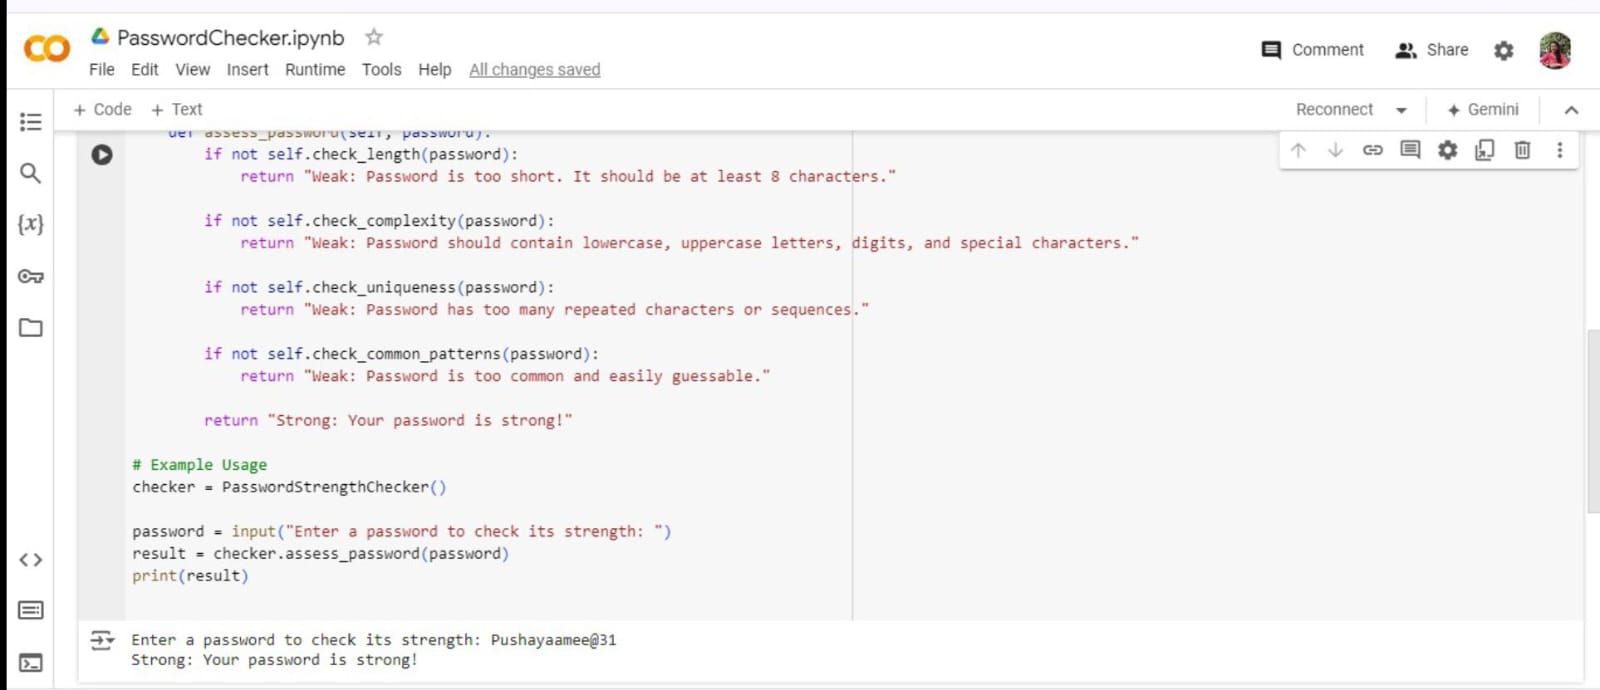 PasswordChecker.ipynb
File Edit View Insert Runtime Tools Help All changes saved
Comment Share
+ Code + Text
Reconnect Gemini
def assess_password(self, password):
if not self.check_length(password):
return "Weak: Password is too short. It should be at least 8 characters."
if not self.check_complexity(password):
return "Weak: Password should contain lowercase, uppercase letters, digits, and special characters."
if not self.check_uniqueness(password):
return "Weak: Password has too many repeated characters or sequences."
if not self.check_common_patterns(password):
return "Weak: Password is too common and easily guessable."
return "Strong: Your password is strong!"
# Example Usage
checker = PasswordStrengthChecker()
password = input("Enter a password to check its strength: ")
result = checker.assess_password(password)
print(result)
Enter a password to check its strength: Pushayaamee@31
Strong: Your password is strong!